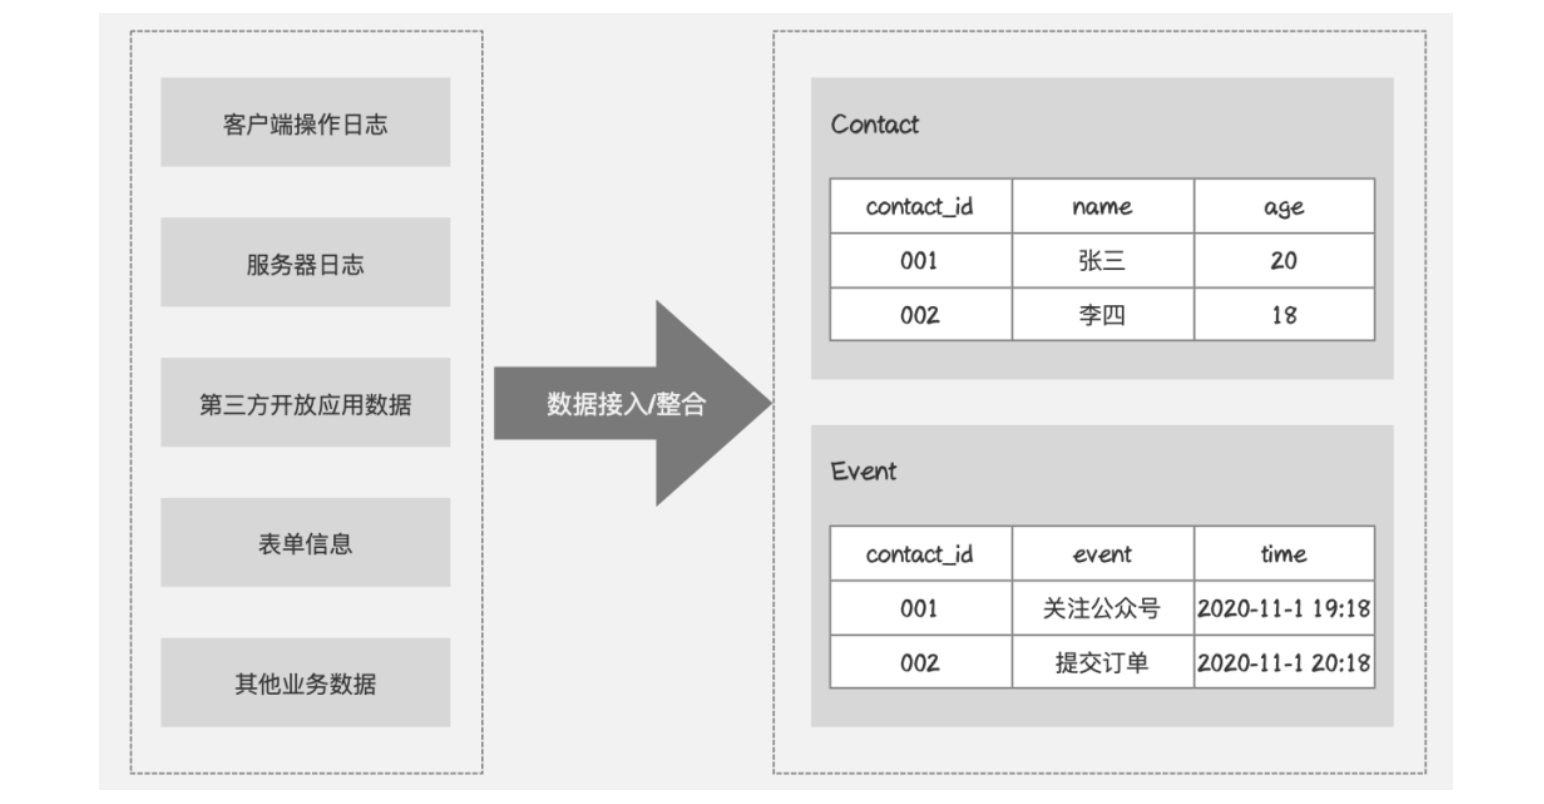 客户端操作日志
服务器日志
第三方开放应用数据
表单信息
其他业务数据
数据接入/整合
Contact
contact_id name age
001 张三 20
002 李四 18
Event
contact_id event time
001 关注公众号 2020-11-1 19:18
002 提交订单 2020-11-1 20:18